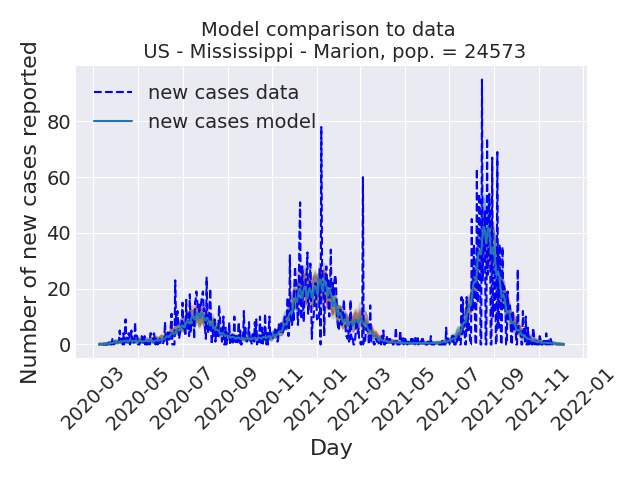 Model comparison to data
US - Mississippi - Marion, pop. = 24573
Number of new cases reported
new cases data
new cases model
80
60
40
20
0
2020-03
2020-05
2020-07
2020-09
2020-11
2021-01
2021-03
2021-05
2021-07
2021-09
2021-11
2022-01
Day